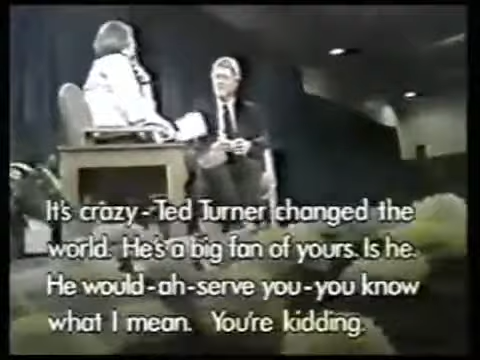 It's crazy-Ted Turner changed the
world. He's a big fan of yours. Is he.
He would-ah-serve you-you know
what I mean. You're kidding.